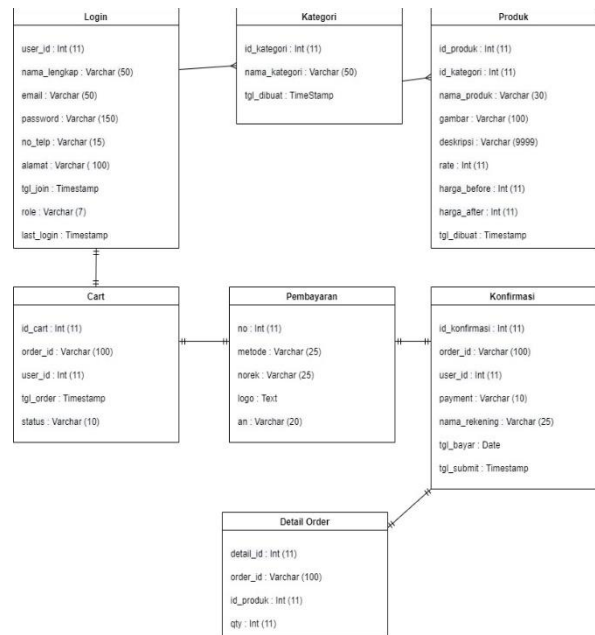 Login
user_id : Int (11)
nama_lengkap : Varchar (50)
email : Varchar (50)
password : Varchar (150)
no_telp : Varchar (15)
alamat : Varchar ( 100)
tgl_join : Timestamp
role : Varchar (7)
last_login : Timestamp
Kategori
id_kategori : Int (11)
nama_kategori : Varchar (50)
tgl_dibuat : TimeStamp
Produk
id_produk : Int (11)
id_kategori : Int (11)
nama_produk : Varchar (30)
gambar : Varchar (100)
deskripsi : Varchar (9999)
rate : Int (11)
harga_before : Int (11)
harga_after : Int (11)
tgl_dibuat : Timestamp
Cart
id_cart : Int (11)
order_id : Varchar (100)
user_id : Int (11)
tgl_order : Timestamp
status : Varchar (10)
Pembayaran
no : Int (11)
metode : Varchar (25)
norek : Varchar (25)
logo : Text
an : Varchar (20)
Konfirmasi
id_konfirmasi : Int (11)
order_id : Varchar (100)
user_id : Int (11)
payment : Varchar (10)
nama_rekening : Varchar (25)
tgl_bayar : Date
tgl_submit : Timestamp
Detail Order
detail_id : Int (11)
order_id : Varchar (100)
id_produk : Int (11)
qty : Int (11)